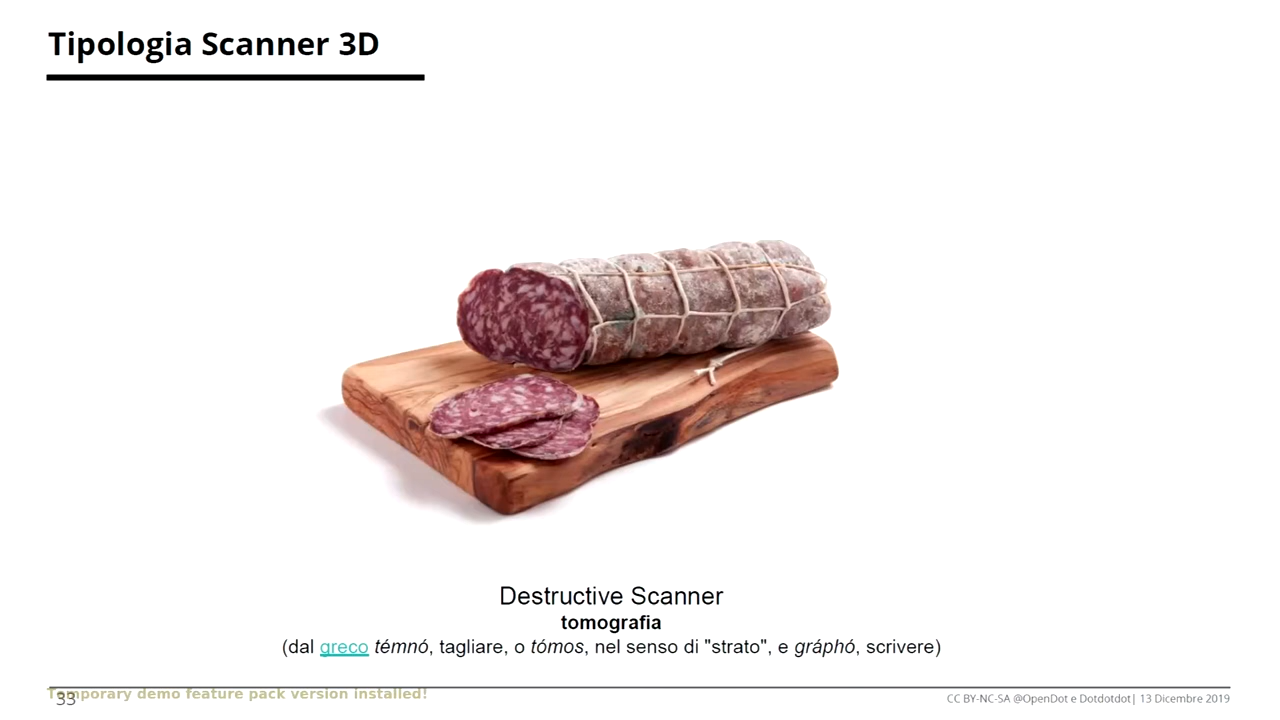 Tipologia Scanner 3D
Destructive Scanner
tomografia
(dal greco témnó, tagliare, o tómos, nel senso di "strato", e gráphó, scrivere)
Temporary demo feature pack version installed!
33
CC BY-NC-SA @OpenDot e Dotdotdot| 13 Dicembre 2019